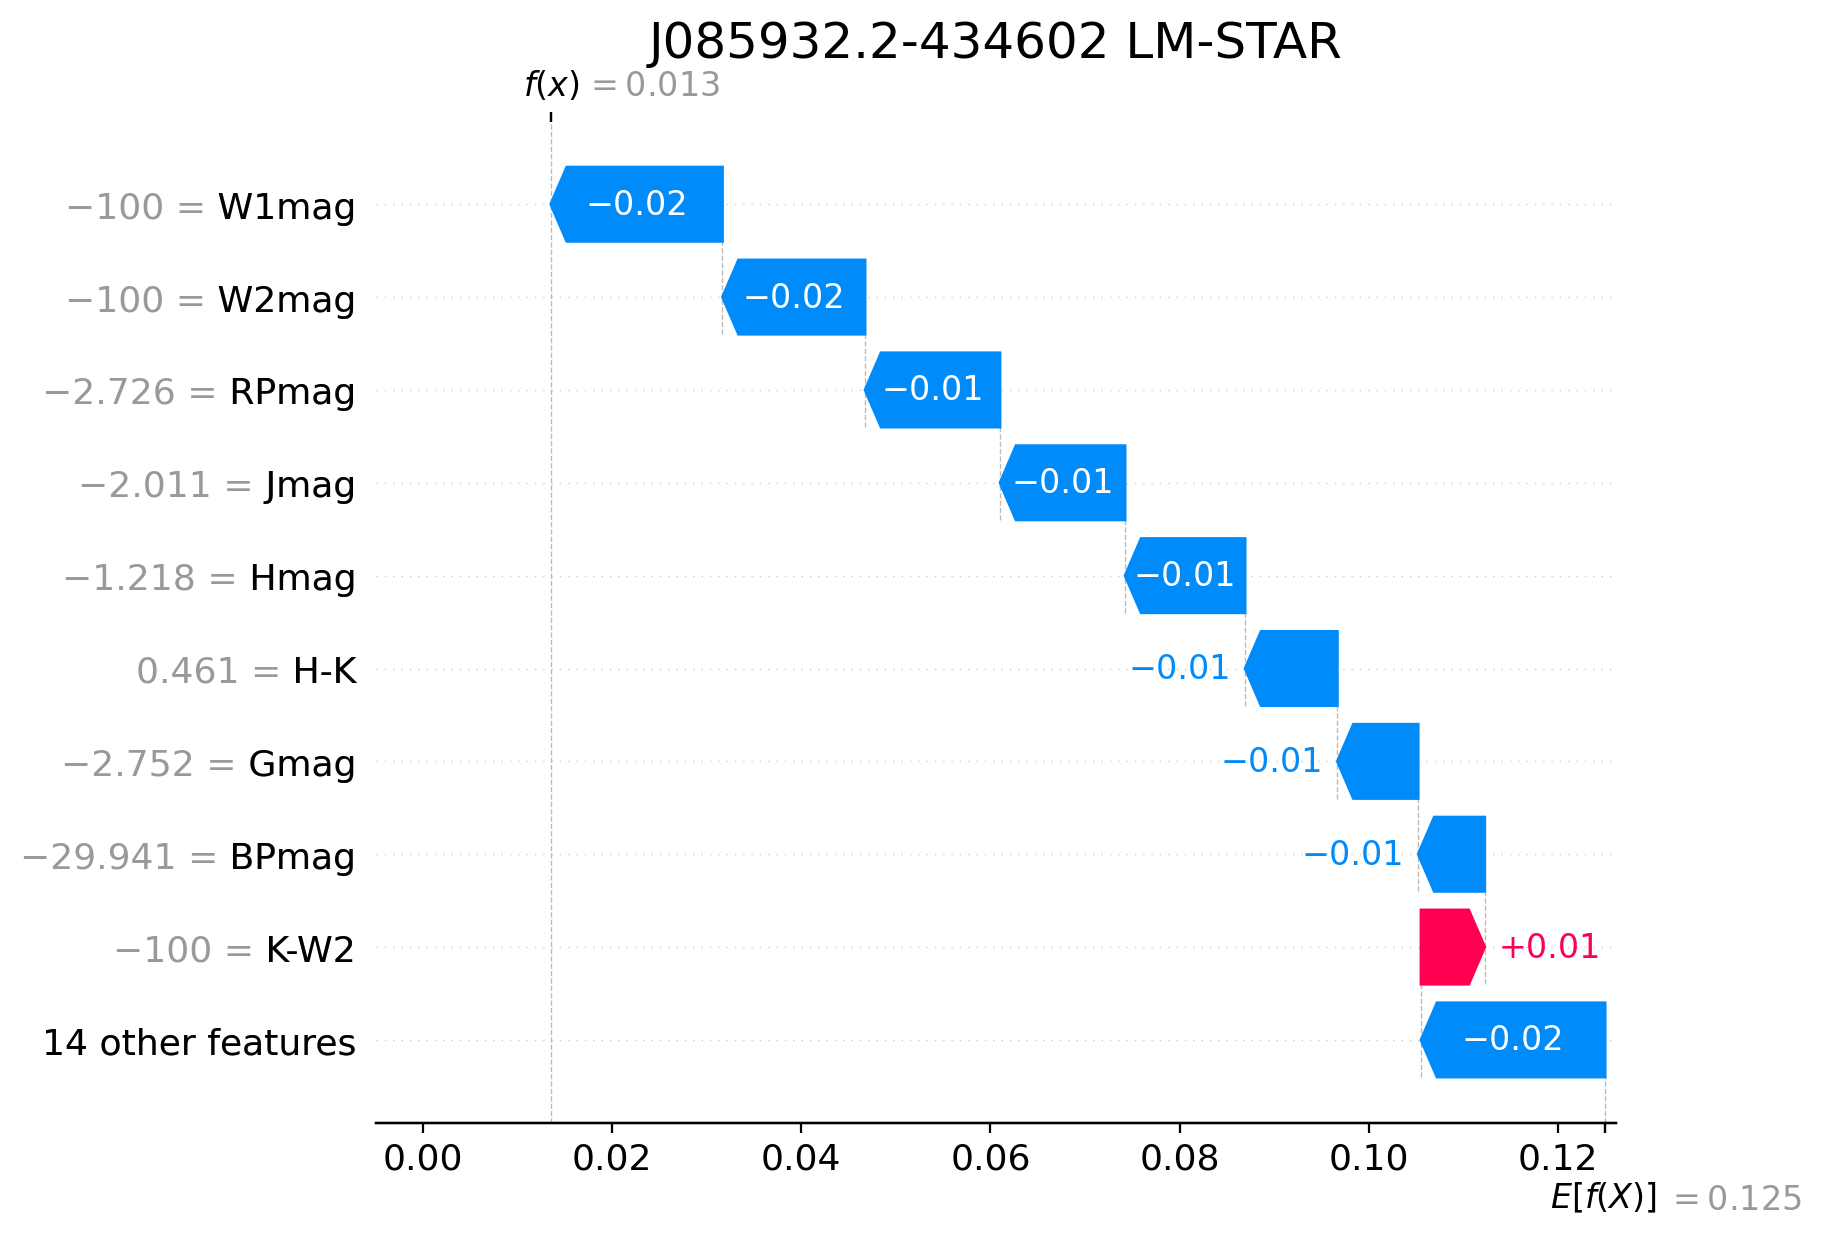 J085932.2-434602 LM-STAR
f(x) = 0.013
−100 = W1mag −0.02
−100 = W2mag −0.02
−2.726 = RPmag −0.01
−2.011 = Jmag −0.01
−1.218 = Hmag −0.01
0.461 = H-K −0.01
−2.752 = Gmag −0.01
−29.941 = BPmag −0.01
−100 = K-W2 +0.01
14 other features −0.02
0.00 0.02 0.04 0.06 0.08 0.10 0.12
E[f(X)] = 0.125